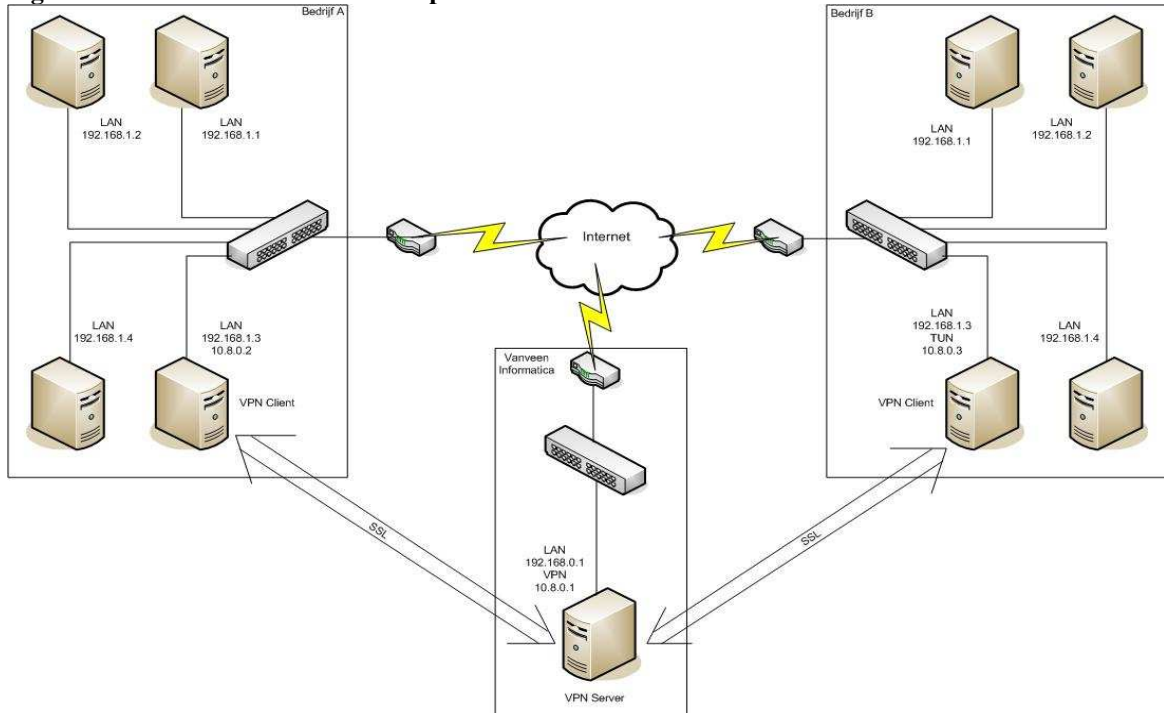 Bedrijf A
Bedrijf B
LAN
192.168.1.2
LAN
192.168.1.1
LAN
192.168.1.1
LAN
192.168.1.2
Internet
LAN
192.168.1.4
LAN
192.168.1.3
10.8.0.2
LAN
192.168.1.3
TUN
10.8.0.3
LAN
192.168.1.4
Vanveen
Informatica
VPN Client
VPN Client
SSL
SSL
LAN
192.168.0.1
VPN
10.8.0.1
VPN Server